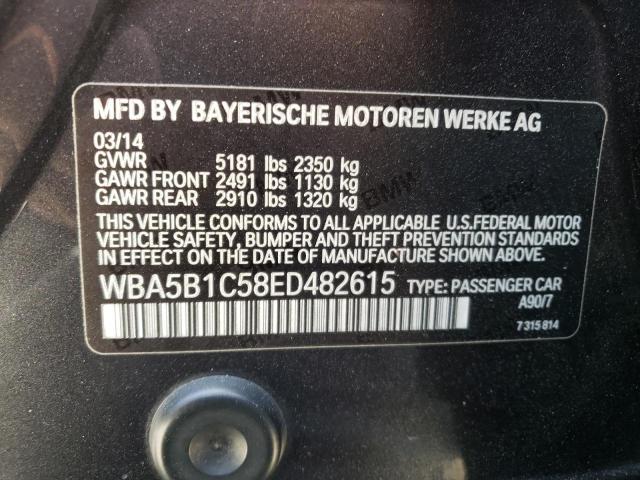 MFD BY BAYERISCHE MOTOREN WERKE AG
03/14
GVWR 5181 lbs 2350 kg
GAWR FRONT 2491 lbs 1130 kg
GAWR REAR 2910 lbs 1320 kg
THIS VEHICLE CONFORMS TO ALL APPLICABLE U.S.FEDERAL MOTOR
VEHICLE SAFETY, BUMPER AND THEFT PREVENTION STANDARDS
IN EFFECT ON THE DATE OF MANUFACTURE SHOWN ABOVE.
WBA5B1C58ED482615 TYPE: PASSENGER CAR
A90/7
7 315 814